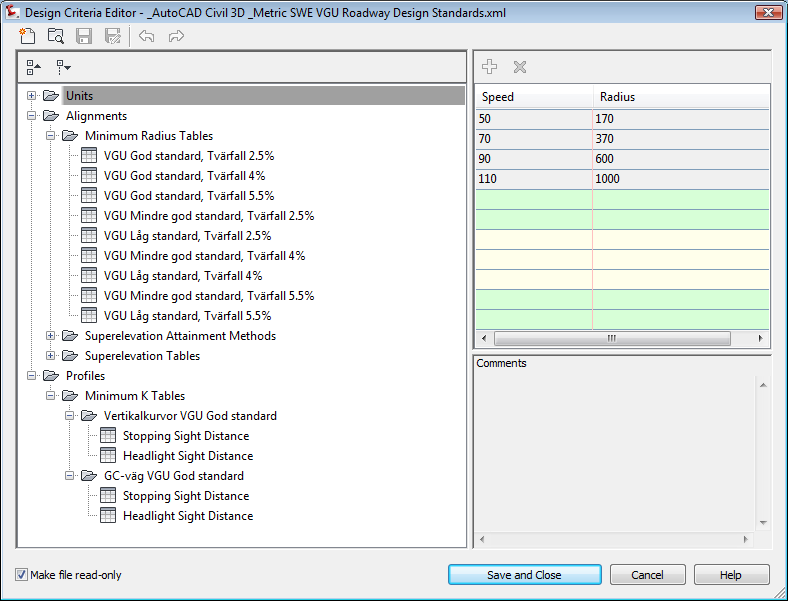 Design Criteria Editor - _AutoCAD Civil 3D _Metric SWE VGU Roadway Design Standards.xml
Units
Alignments
Minimum Radius Tables
VGU God standard, Tvärfall 2.5%
VGU God standard, Tvärfall 4%
VGU God standard, Tvärfall 5.5%
VGU Mindre god standard, Tvärfall 2.5%
VGU Låg standard, Tvärfall 2.5%
VGU Mindre god standard, Tvärfall 4%
VGU Låg standard, Tvärfall 4%
VGU Mindre god standard, Tvärfall 5.5%
VGU Låg standard, Tvärfall 5.5%
Superelevation Attainment Methods
Superelevation Tables
Profiles
Minimum K Tables
Vertikalkurvor VGU God standard
Stopping Sight Distance
Headlight Sight Distance
GC-väg VGU God standard
Stopping Sight Distance
Headlight Sight Distance
Speed Radius
50 170
70 370
90 600
110 1000
Comments
Make file read-only
Save and Close
Cancel
Help